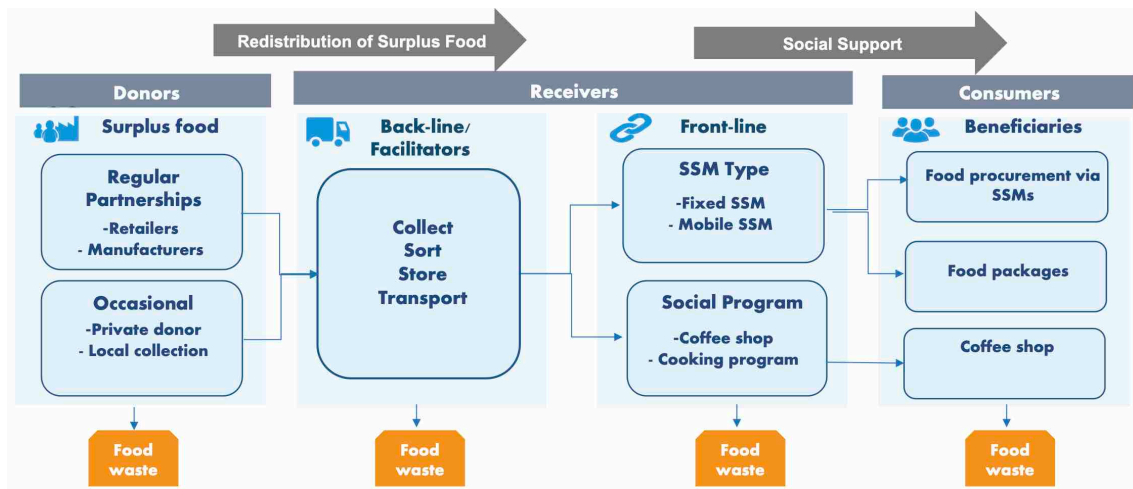 Redistribution of Surplus Food
Social Support
Donors
Receivers
Consumers
Surplus food
Back-line/
Facilitators
Front-line
Beneficiaries
Regular
Partnerships
-Retailers
- Manufacturers
Occasional
-Private donor
- Local collection
Collect
Sort
Store
Transport
SSM Type
-Fixed SSM
- Mobile SSM
Social Program
-Coffee shop
- Cooking program
Food procurement via
SSMs
Food packages
Coffee shop
Food
waste
Food
waste
Food
waste
Food
waste